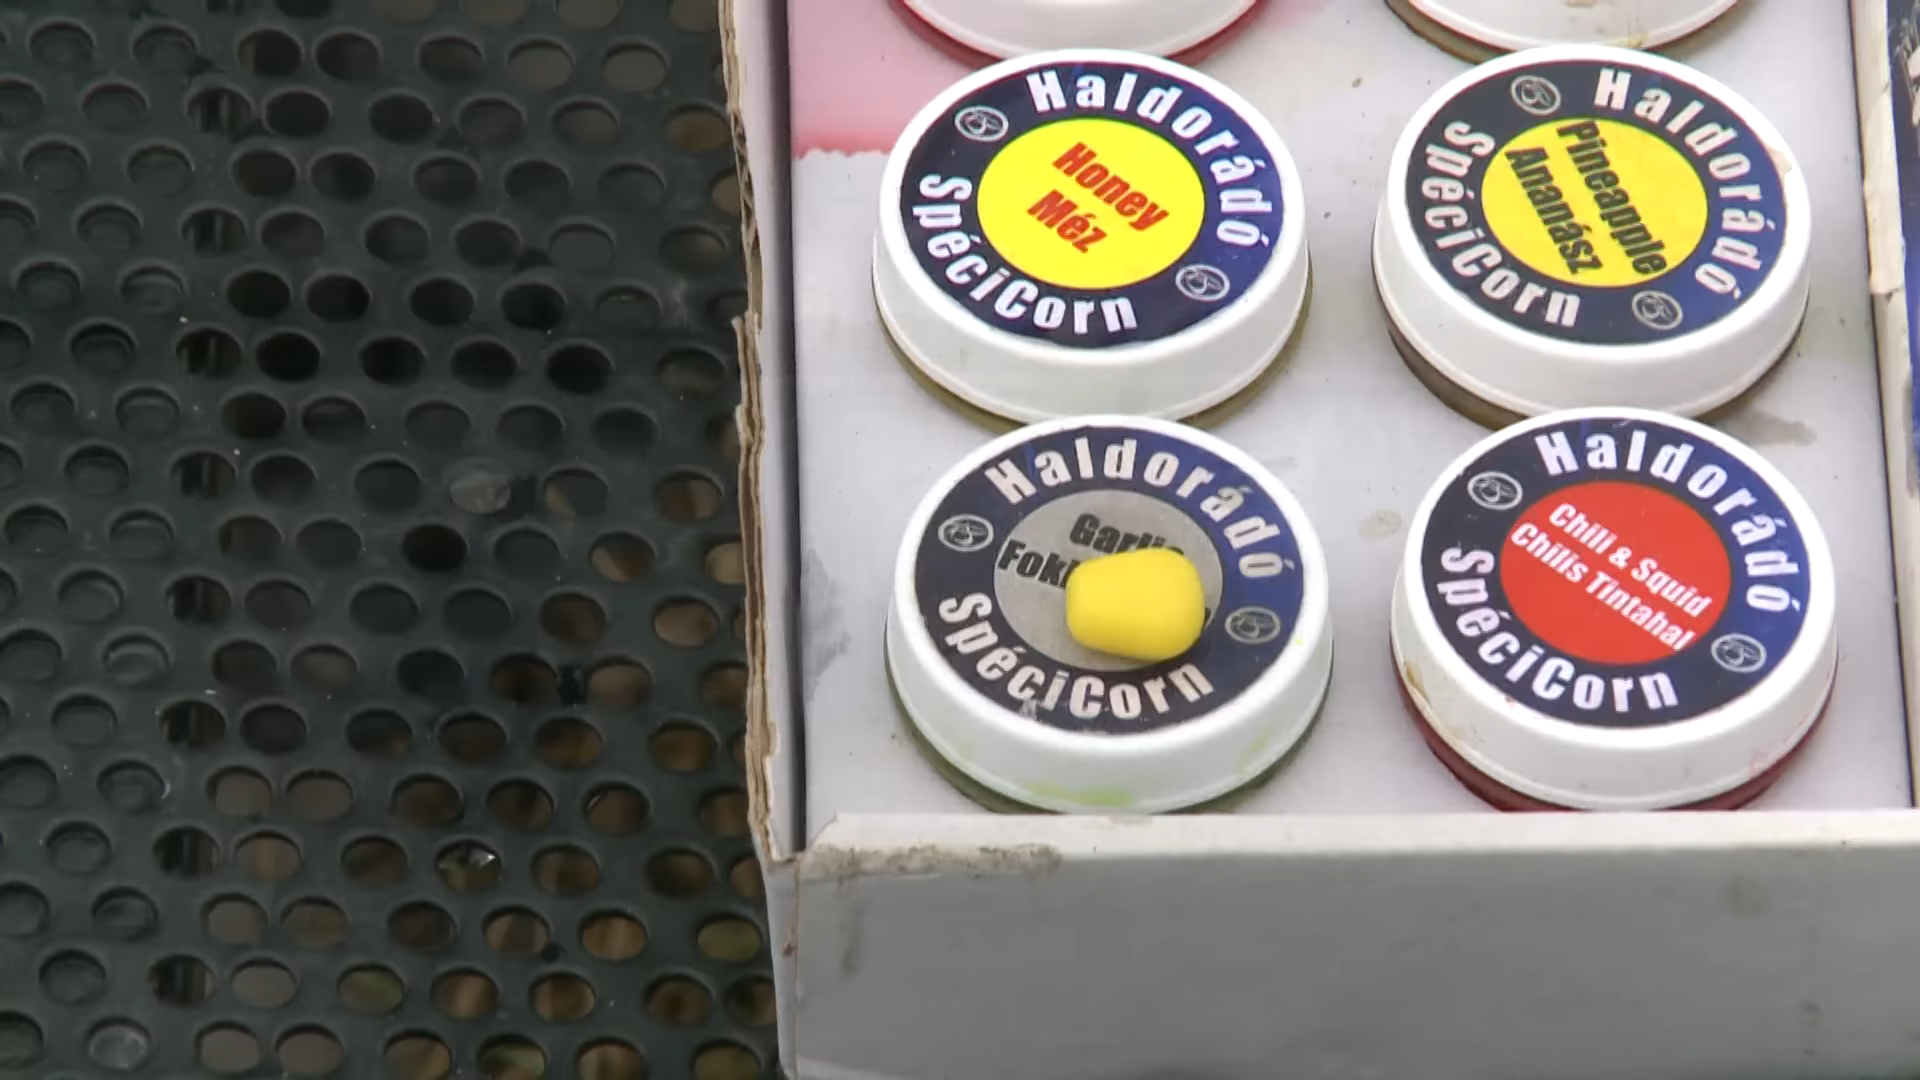 Haldorádó
Honey
Méz
SpéciCorn
Haldorádó
Pineapple
Ananász
SpéciCorn
Haldorádó
SpéciCorn
Haldorádó
Chili & Squid
Chilis Tintahal
SpéciCorn